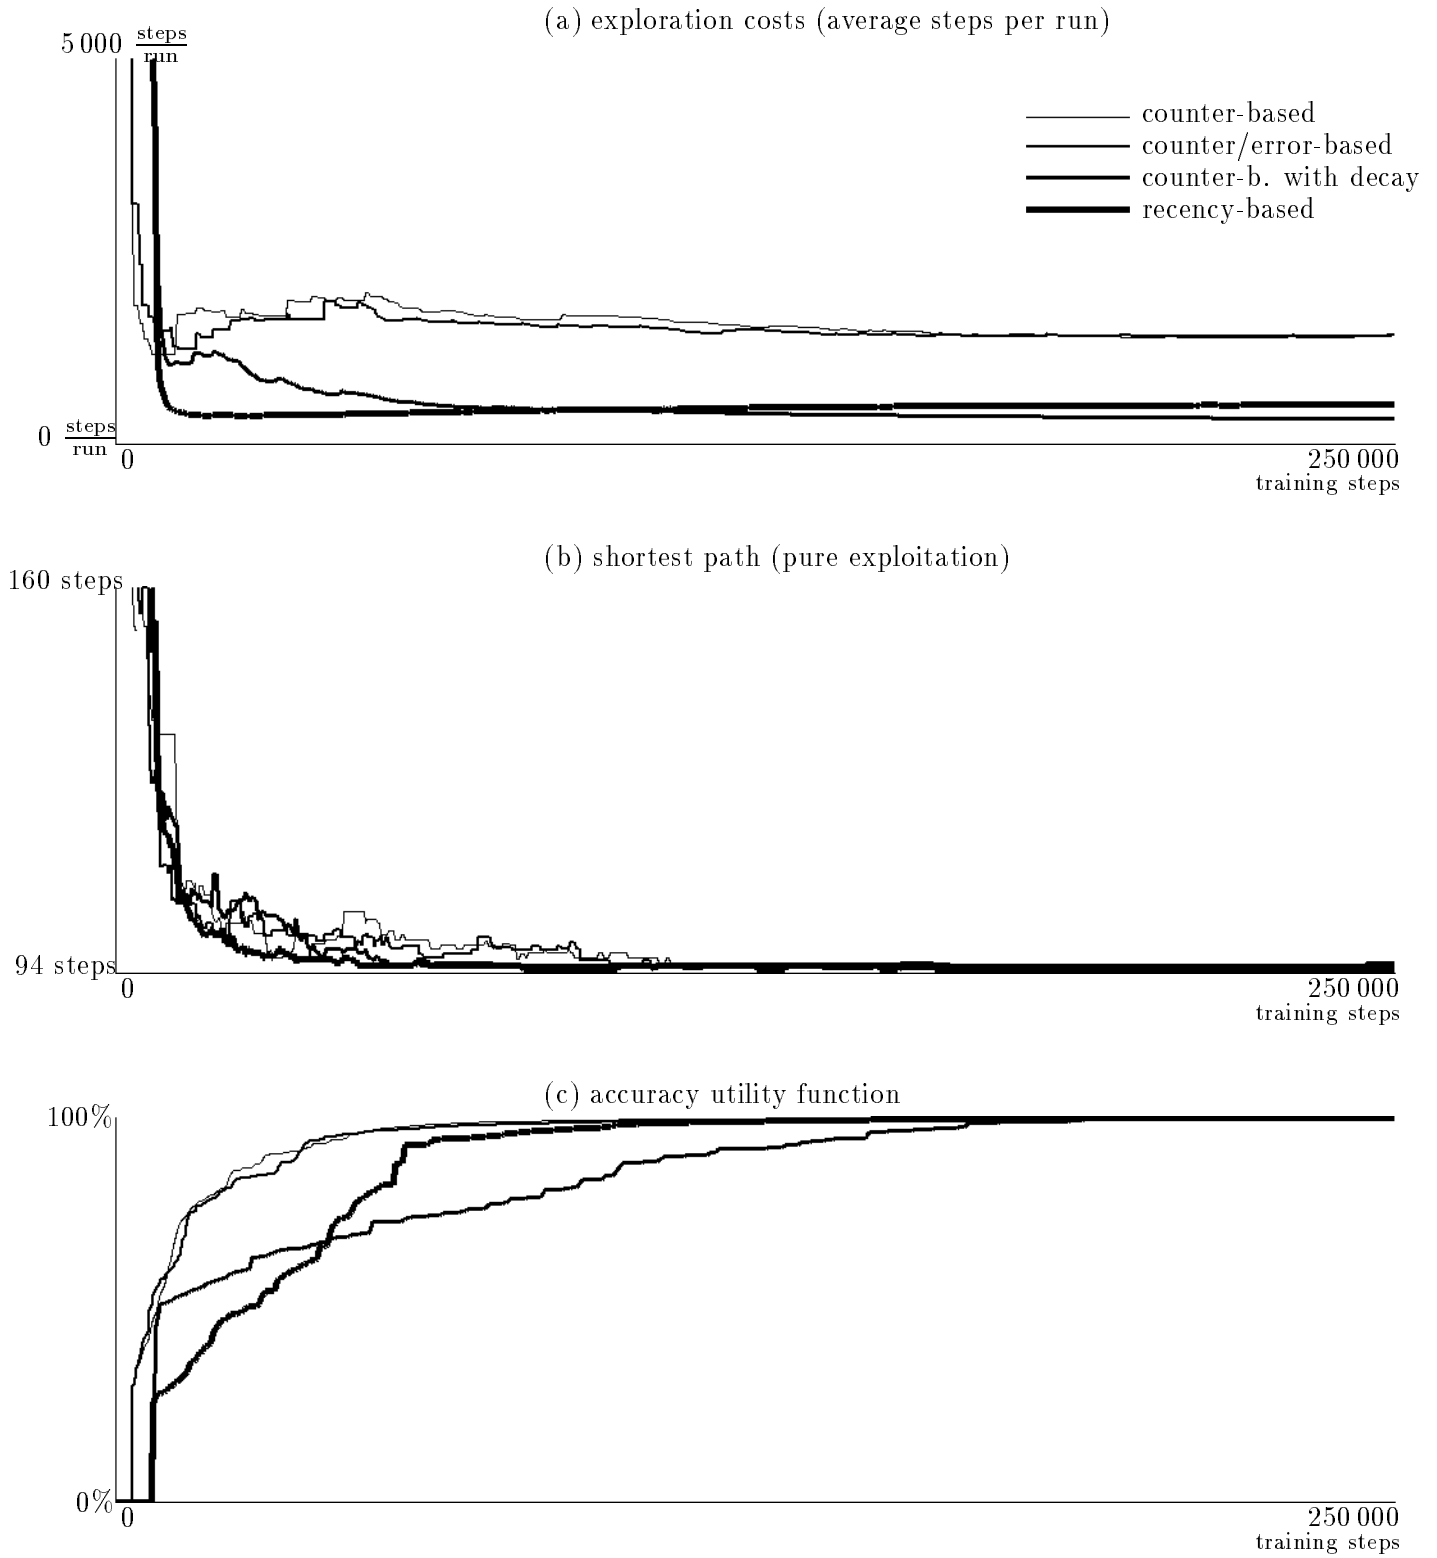 (a) exploration costs (average steps per run)
5 000 steps/run
counter-based
counter/error-based
counter-b. with decay
recency-based
0 steps/run
0
250 000
training steps
(b) shortest path (pure exploitation)
160 steps
94 steps
0
250 000
training steps
(c) accuracy utility function
100%
0%
0
250 000
training steps